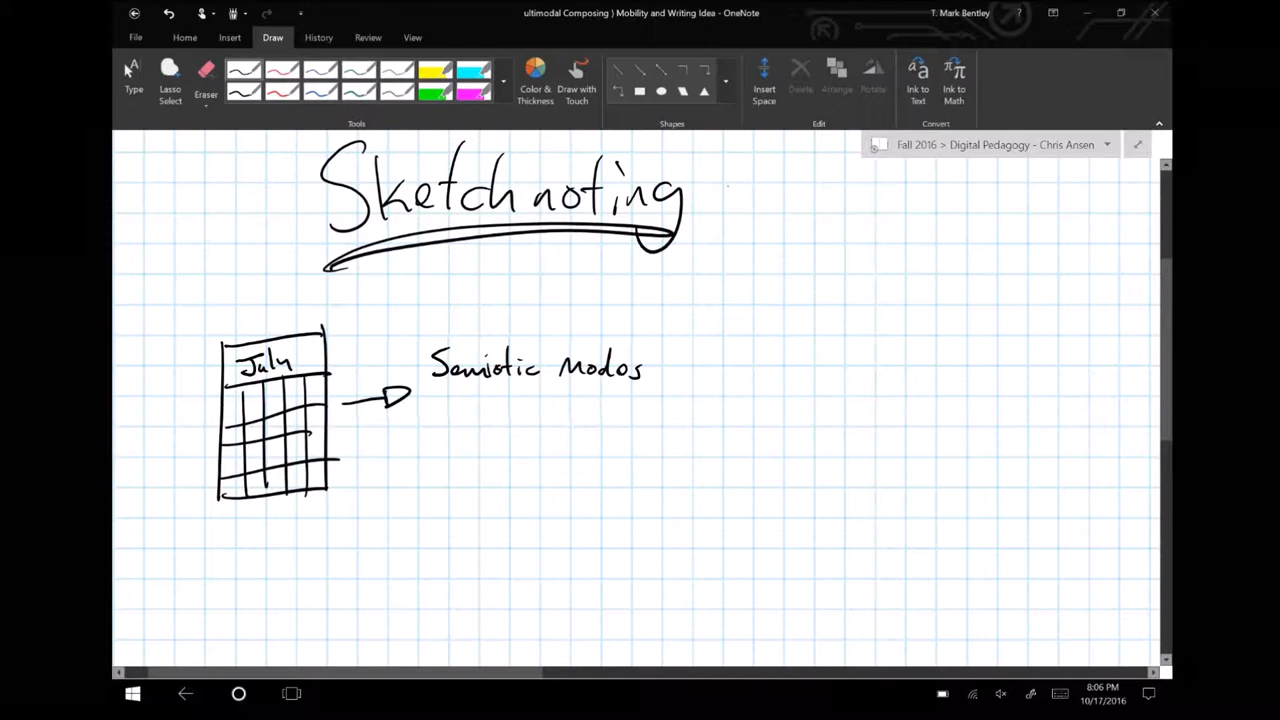 ultimodal Composing ) Mobility and Writing Idea - OneNote
T. Mark Bentley
?
File Home Insert Draw History Review View
Type
Lasso Select
Eraser
Color & Thickness
Draw with Touch
Insert Space
Delete
Arrange
Rotate
Ink to Text
Ink to Math
Tools
Shapes
Edit
Convert
Fall 2016 > Digital Pedagogy - Chris Ansen
Sketchnoting
July
Semiotic Modos
8:06 PM
10/17/2016